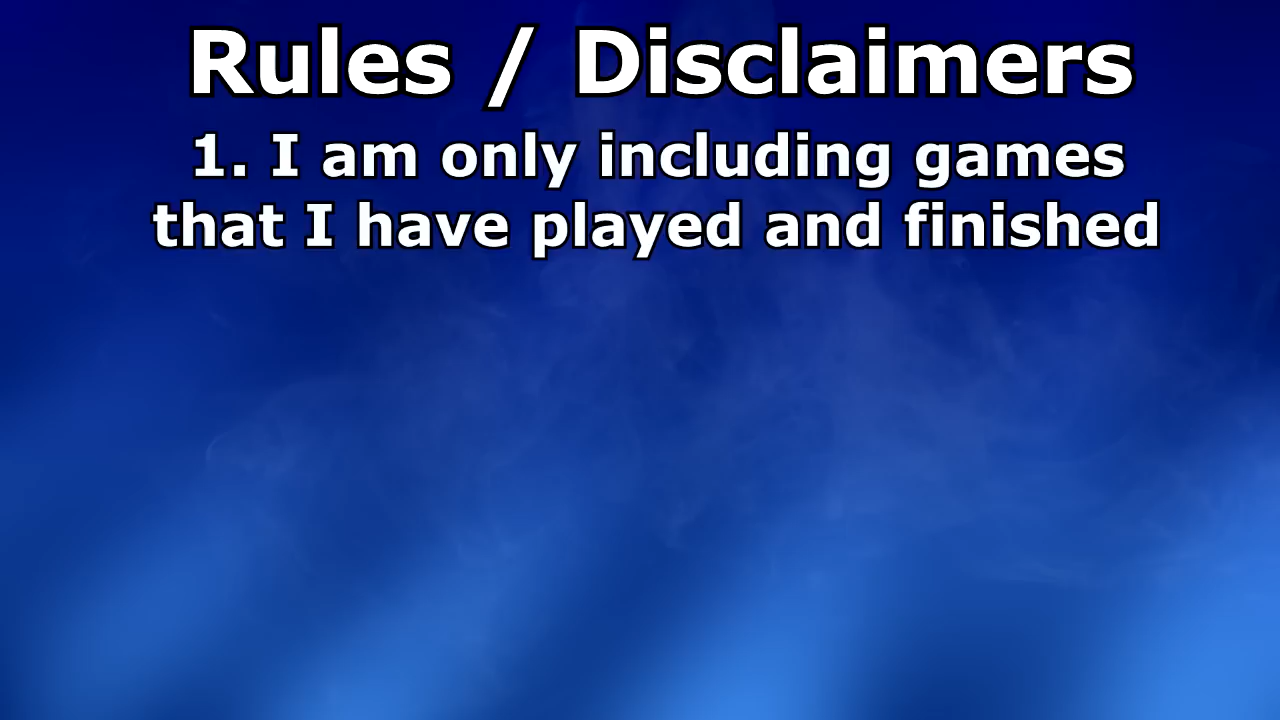 Rules / Disclaimers
1. I am only including games
that I have played and finished